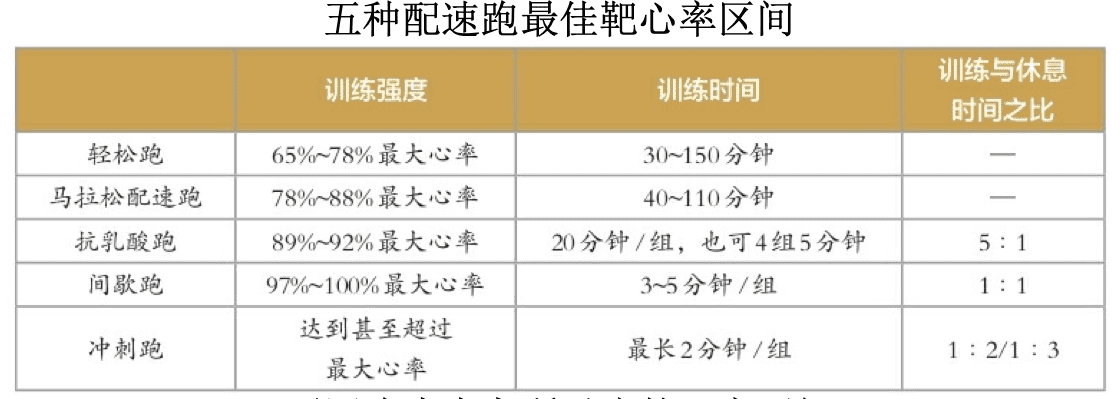 五种配速跑最佳靶心率区间
训练强度 训练时间 训练与休息时间之比
轻松跑 65%~78%最大心率 30~150分钟 —
马拉松配速跑 78%~88%最大心率 40~110分钟 —
抗乳酸跑 89%~92%最大心率 20分钟/组，也可4组5分钟 5：1
间歇跑 97%~100%最大心率 3~5分钟/组 1：1
冲刺跑 达到甚至超过最大心率 最长2分钟/组 1：2/1：3